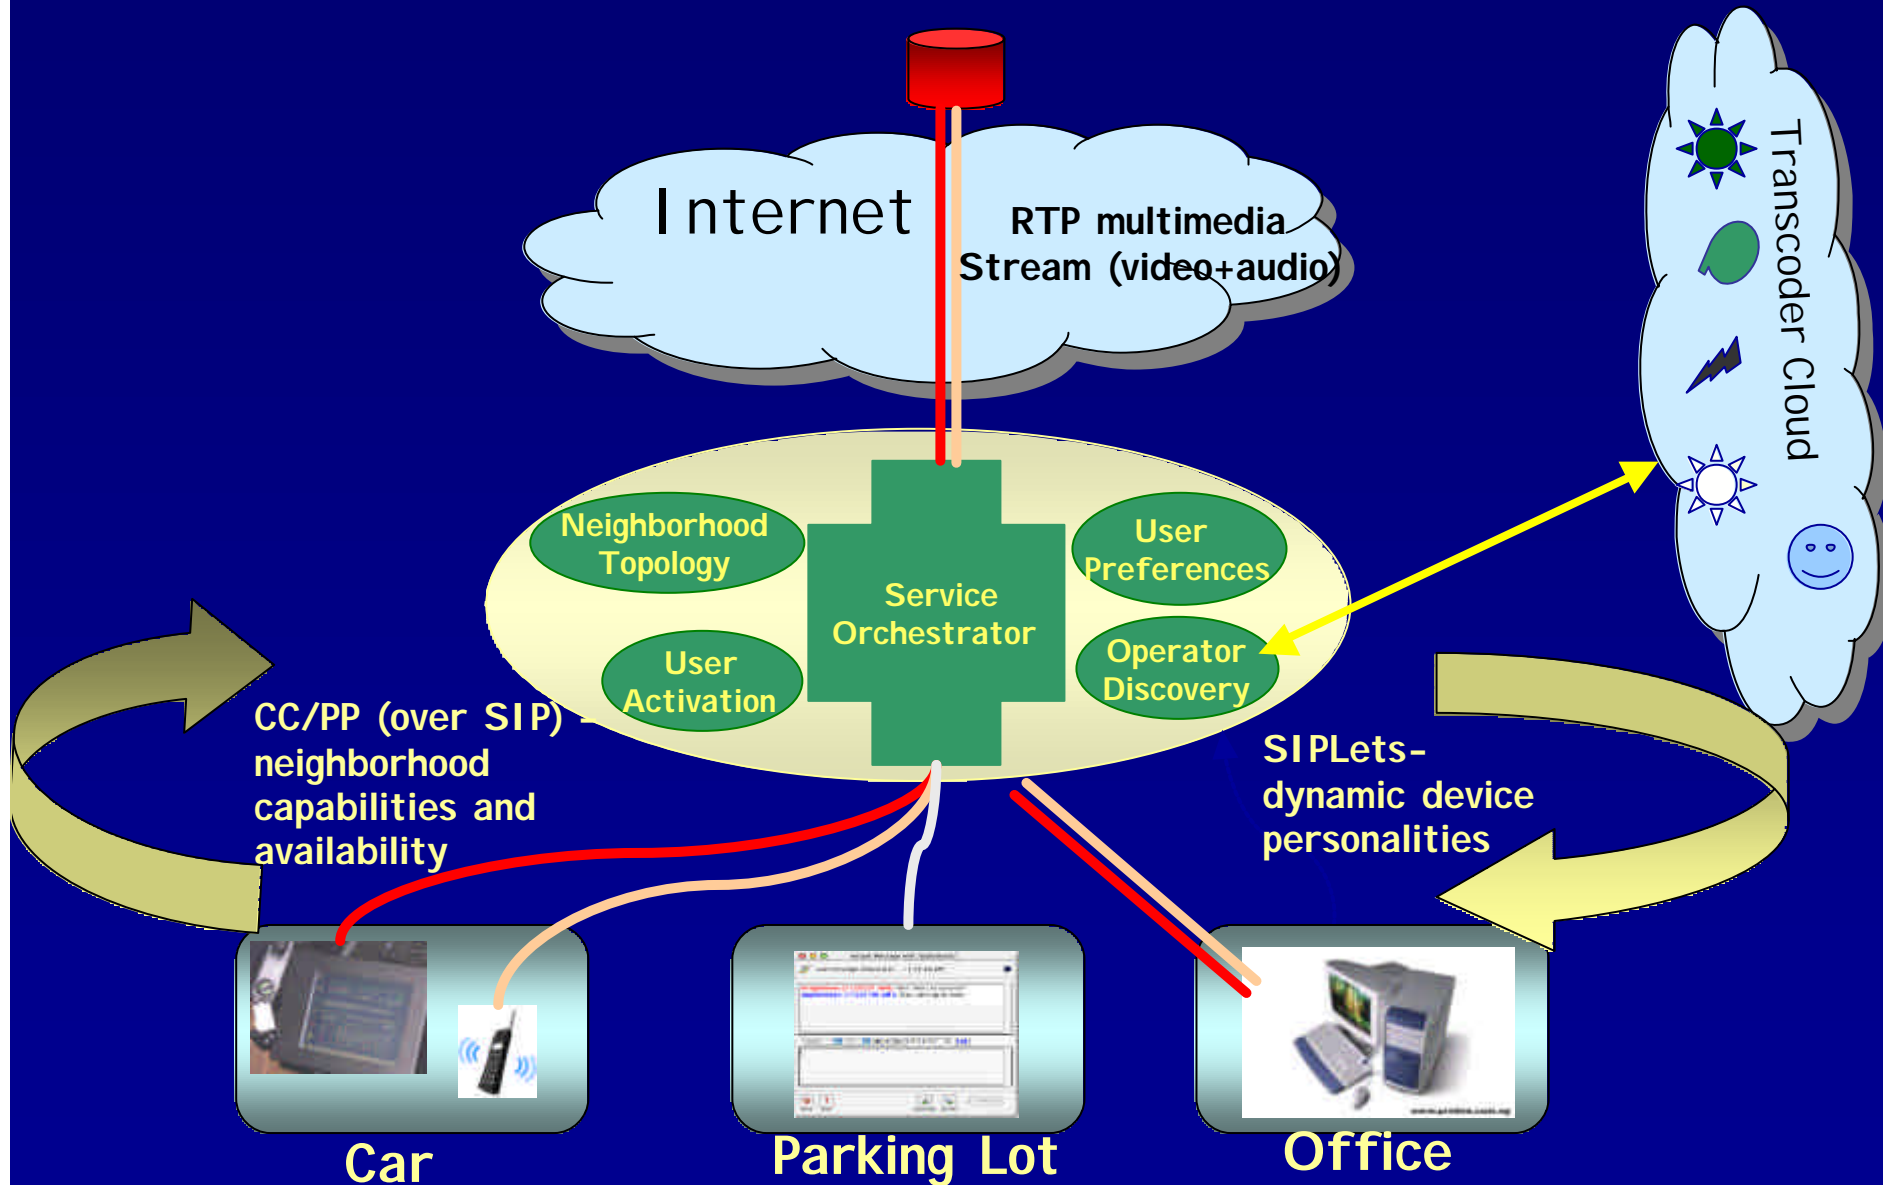 Internet
RTP multimedia
Stream (video+audio)
Transcoder Cloud
Neighborhood
Topology
User
Preferences
Service
Orchestrator
User
Activation
Operator
Discovery
CC/PP (over SIP) –
neighborhood
capabilities and
availability
SIPLets–
dynamic device
personalities
Car
Parking Lot
Office